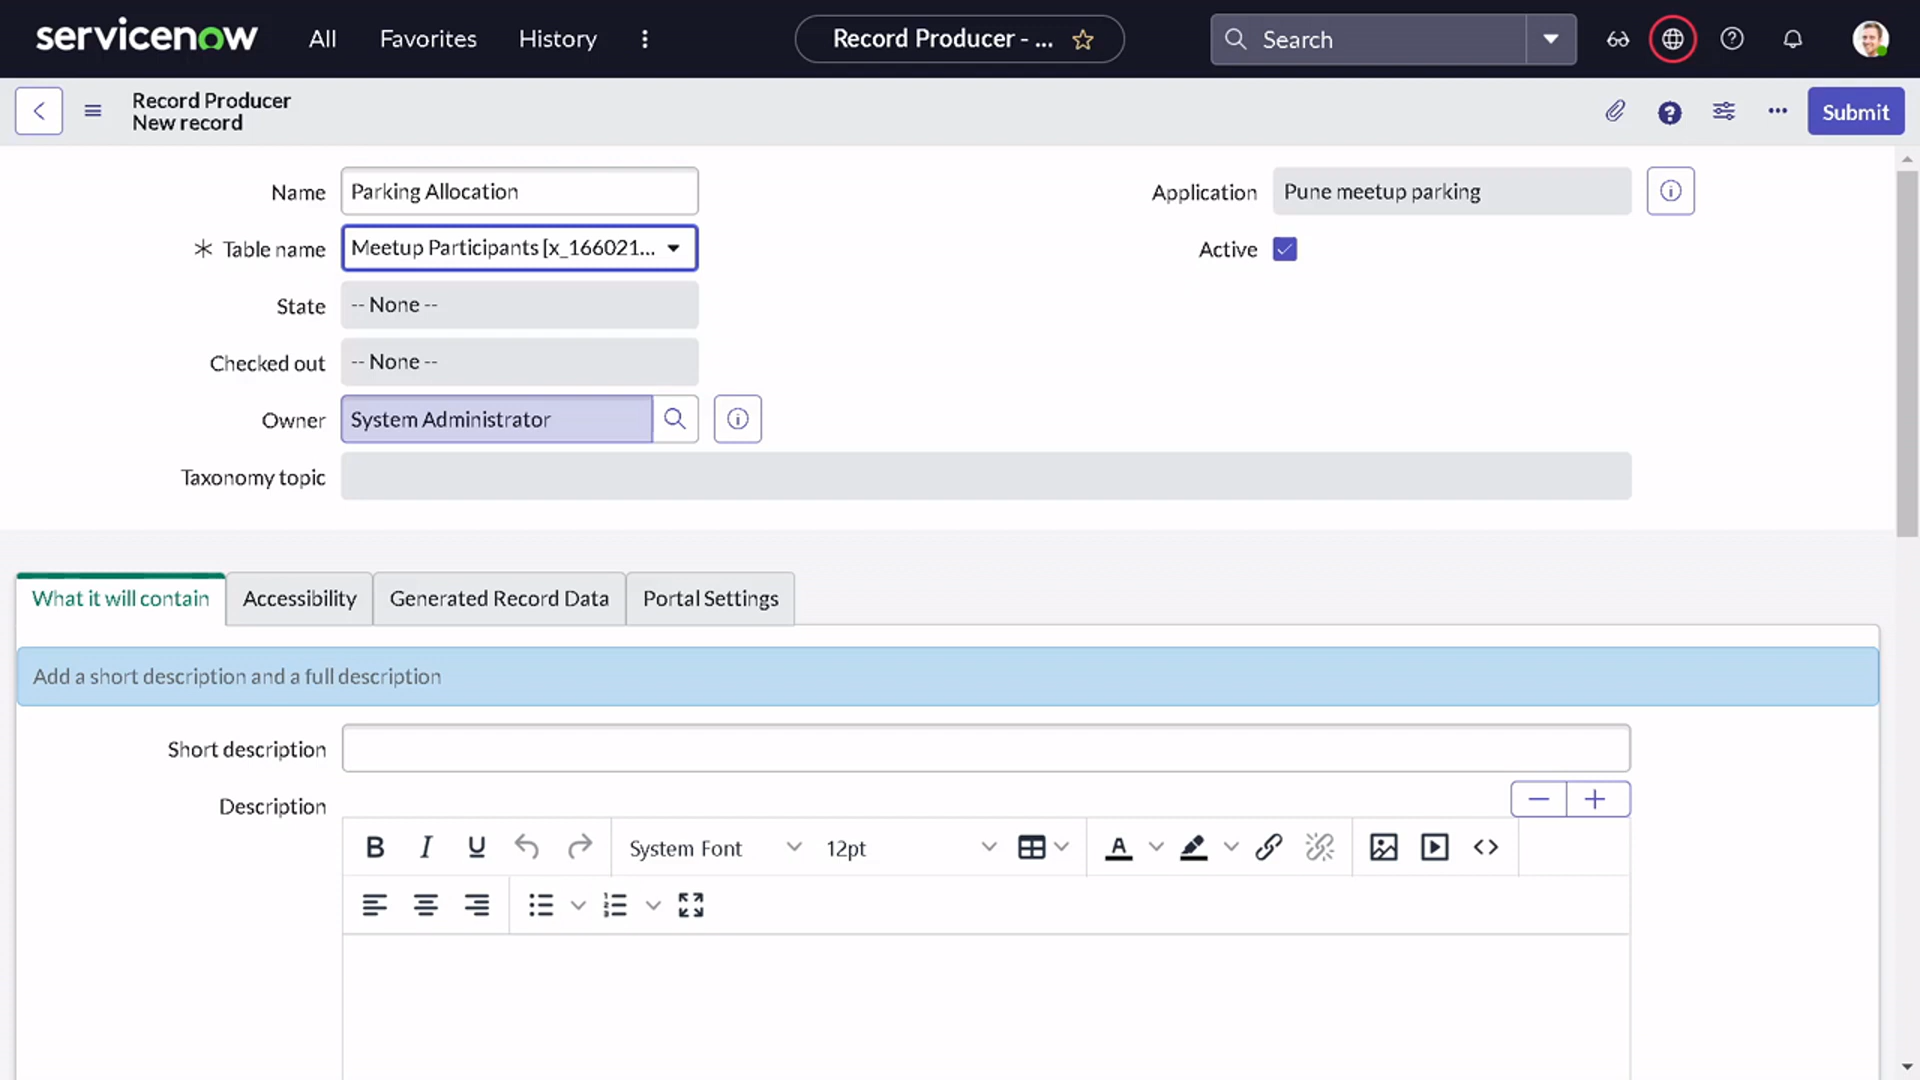 servicenow All Favorites History Record Producer - ... Search
Record Producer
New record
Submit
Name Parking Allocation
Application Pune meetup parking
* Table name Meetup Participants [x_166021...
Active
State -- None --
Checked out -- None --
Owner System Administrator
Taxonomy topic
What it will contain Accessibility Generated Record Data Portal Settings
Add a short description and a full description
Short description
Description
B I U System Font 12pt A